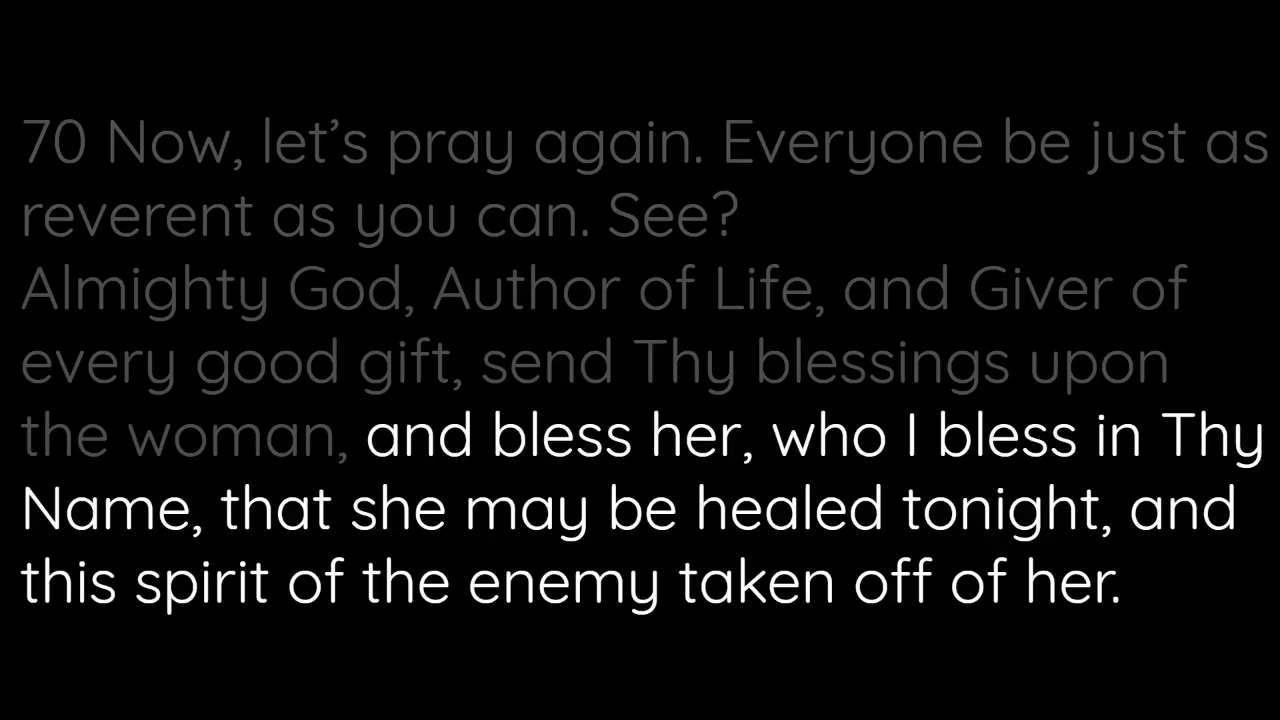 70 Now, let’s pray again. Everyone be just as
reverent as you can. See?
Almighty God, Author of Life, and Giver of
every good gift, send Thy blessings upon
the woman, and bless her, who I bless in Thy
Name, that she may be healed tonight, and
this spirit of the enemy taken off of her.